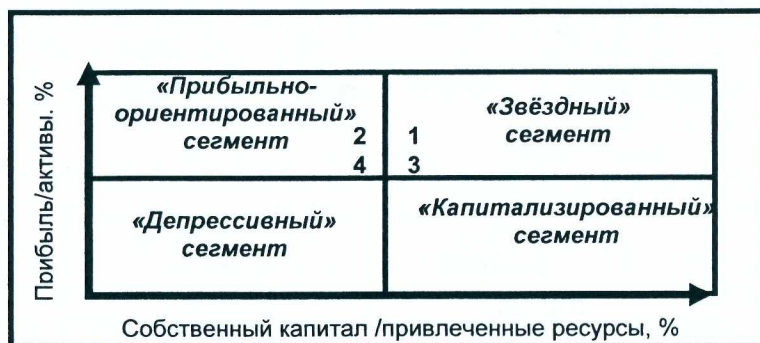 Прибыль/активы. %
«Прибыльно-
ориентированный»
сегмент
2
«Звёздный»
сегмент
1
4
3
«Депрессивный»
сегмент
«Капитализированный»
сегмент
Собственный капитал /привлеченные ресурсы, %